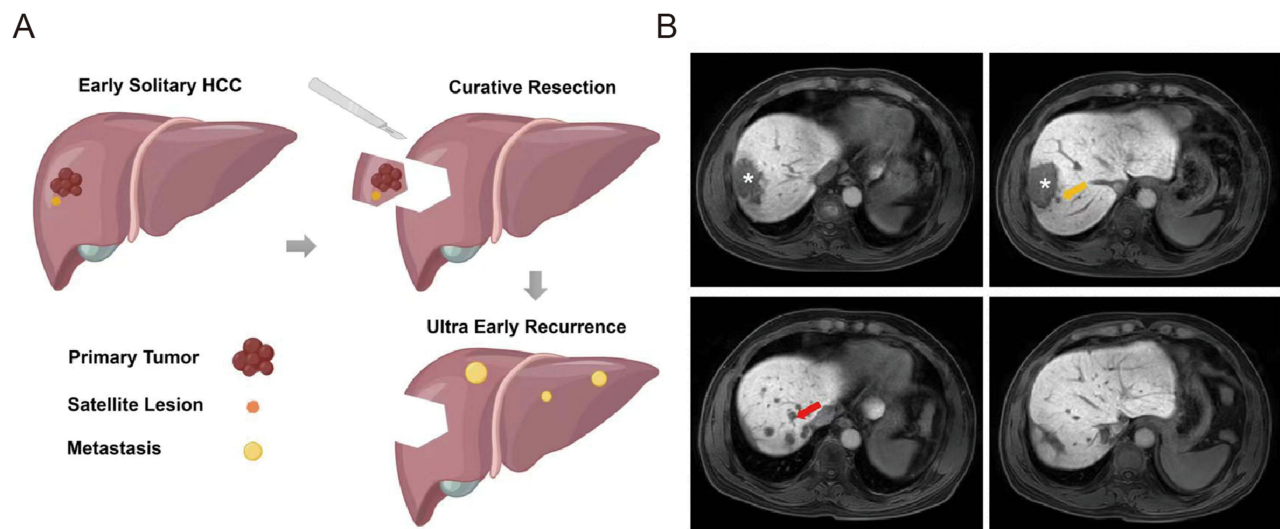 A
B
Early Solitary HCC
Curative Resection
*
*
Ultra Early Recurrence
Primary Tumor
Satellite Lesion
Metastasis